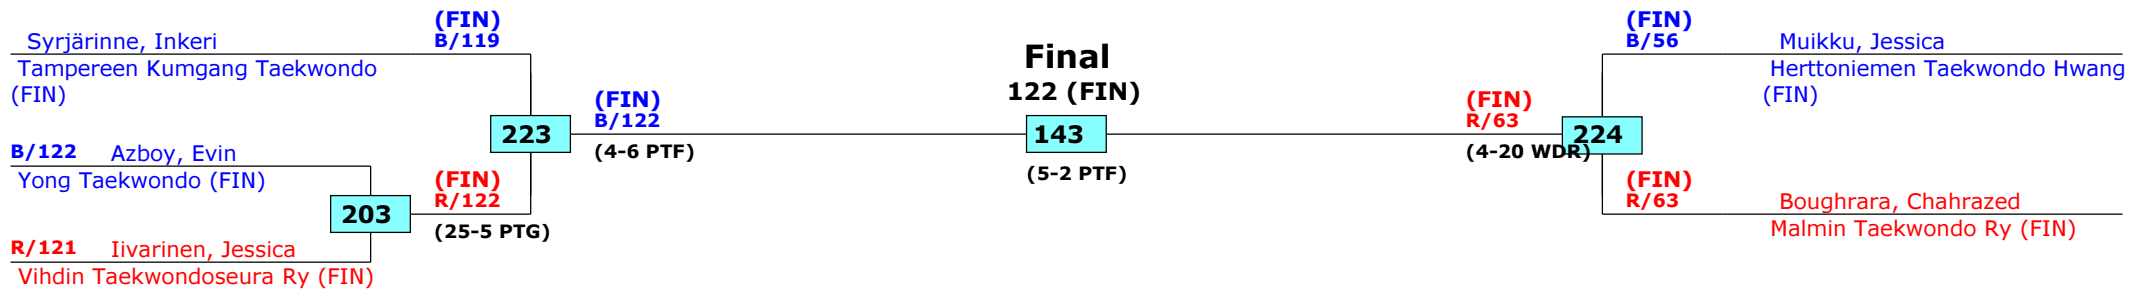 (FIN)
B/119
Syrjärinne, Inkeri
Tampereen Kumgang Taekwondo
(FIN)
223
(FIN)
B/122
(4-6 PTF)
B/122 Azboy, Evin
Yong Taekwondo (FIN)
203
(FIN)
R/122
(25-5 PTG)
R/121 Iivarinen, Jessica
Vihdin Taekwondoseura Ry (FIN)
Final
122 (FIN)
143
(5-2 PTF)
(FIN)
R/63
(4-20 WDR)
224
(FIN)
B/56
Muikku, Jessica
Herttoniemen Taekwondo Hwang
(FIN)
(FIN)
R/63
Boughrara, Chahrazed
Malmin Taekwondo Ry (FIN)